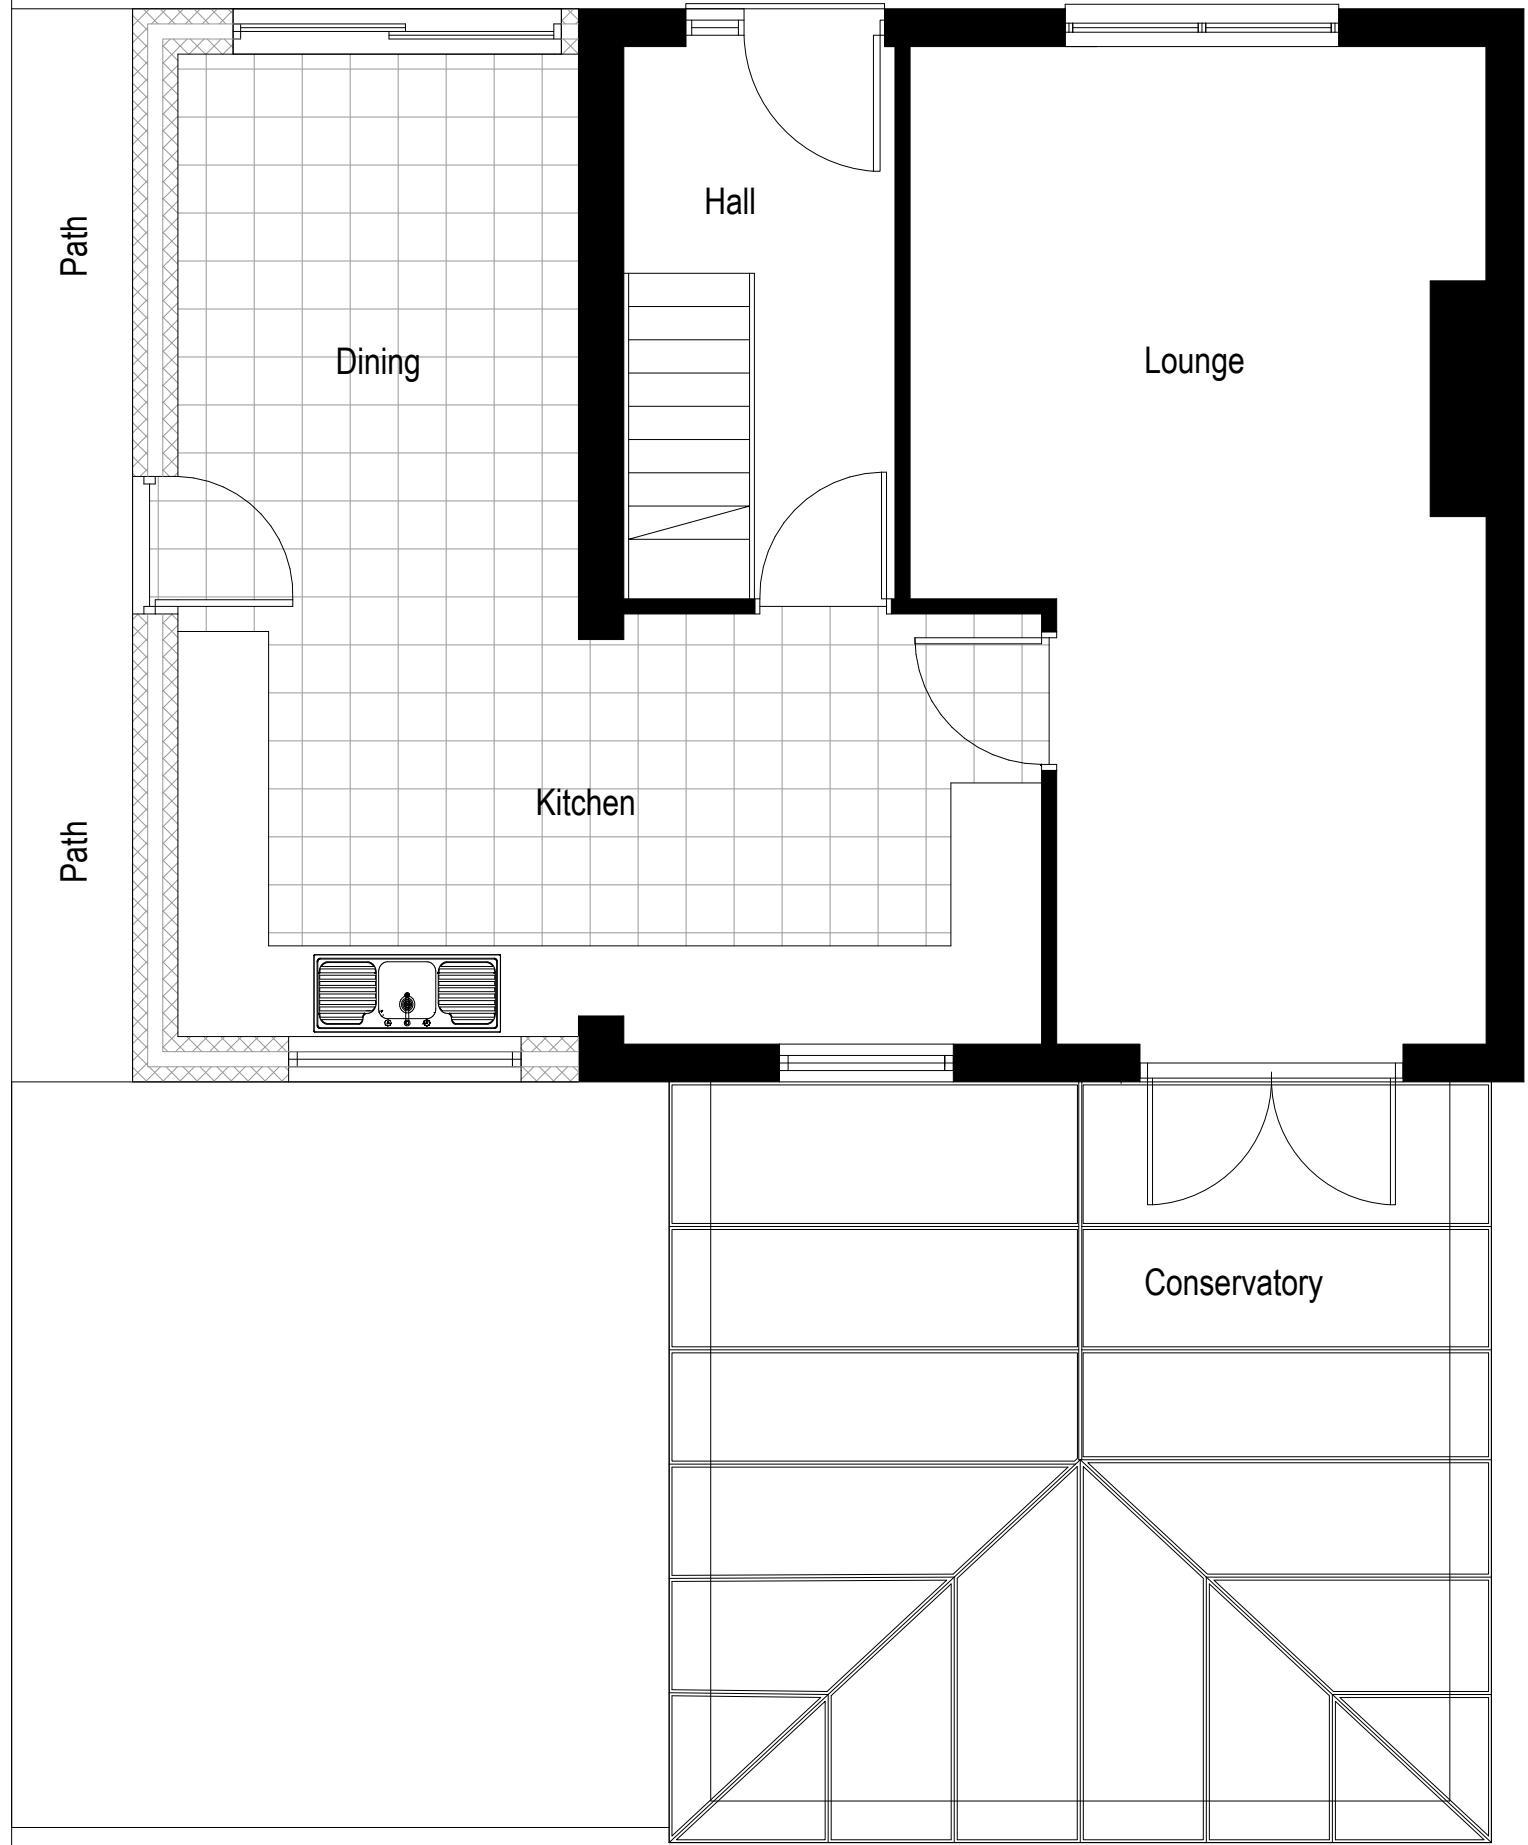 Hall
Path
Dining
Lounge
Kitchen
Path
Conservatory